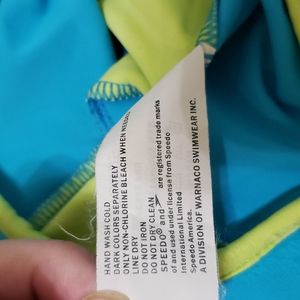 HAND WASH COLD
DARK COLORS SEPARATELY
ONLY NON-CHLORINE BLEACH WHEN NEEDED
LINE DRY
DO NOT IRON
DO NOT DRY CLEAN
SPEEDO® and are registered trade marks
of and used under license from Speedo
International Limited
Speedo America.
A DIVISION OF WARNACO SWIMWEAR INC.